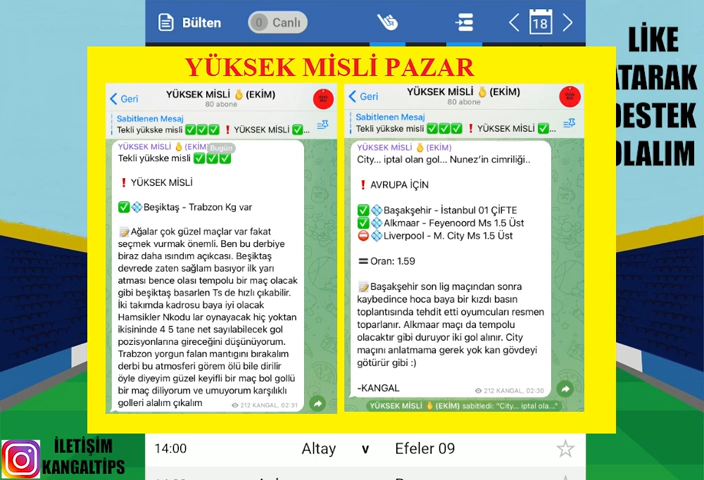 Bülten
0 Canlı
18
LİKE
ATARAK
DESTEK
OLALIM
YÜKSEK MİSLİ PAZAR
Geri
YÜKSEK MİSLİ 👌 (EKİM)
80 abone
Sabitlenen Mesaj
Tekli yükske misli ✅✅✅ ❗ YÜKSEK MİSLİ ✅...
YÜKSEK MİSLİ 👌 (EKİM)
Bugün
Tekli yükske misli ✅✅✅
❗ YÜKSEK MİSLİ
✅💠Beşiktaş - Trabzon Kg var
📝Ağalar çok güzel maçlar var fakat
seçmek vurmak önemli. Ben bu derbiye
biraz daha ısındım açıkcası. Beşiktaş
devrede zaten sağlam basıyor ilk yarı
atması bence olası tempolu bir maç olacak
gibi beşiktaş basarlen Ts de hızlı çıkabilir.
İki takımda kadrosu baya iyi olacak
Hamsikler Nkodu lar oynayacak hiç yoktan
ikisininde 4 5 tane net sayılabilecek gol
pozisyonlarına gireceğini düşünüyorum.
Trabzon yorgun falan mantıgını bırakalım
derbi bu atmosferi görem ölü bile dirilir
öyle diyeyim güzel keyifli bir maç bol gollü
bir maç diliyorum ve umuyorum karşılıklı
golleri alalım çıkalım
212 KANGAL, 02:31
Geri
YÜKSEK MİSLİ 👌 (EKİM)
80 abone
Sabitlenen Mesaj
Tekli yükske misli ✅✅✅ ❗ YÜKSEK MİSLİ ✅...
YÜKSEK MİSLİ 👌 (EKİM)
City... iptal olan gol... Nunez'in cimriliği..
❗ AVRUPA İÇİN
✅💠Başakşehir - İstanbul 01 ÇİFTE
✅💠Alkmaar - Feyenoord Ms 1.5 Üst
⛔💠Liverpool - M. City Ms 1.5 Üst
🟰Oran: 1.59
📝Başakşehir son lig maçından sonra
kaybedince hoca baya bir kızdı basın
toplantısında tehdit etti oyumcuları resmen
toparlanır. Alkmaar maçı da tempolu
olacaktır gibi duruyor iki gol alınır. City
maçını anlatmama gerek yok kan gövdeyi
götürür gibi :)
-KANGAL
212 KANGAL, 02:36
YÜKSEK MİSLİ 👌 (EKİM) sabitledi: "City... iptal ola..."
14:00 Altay v Efeler 09
İLETİŞİM
KANGALTİPS